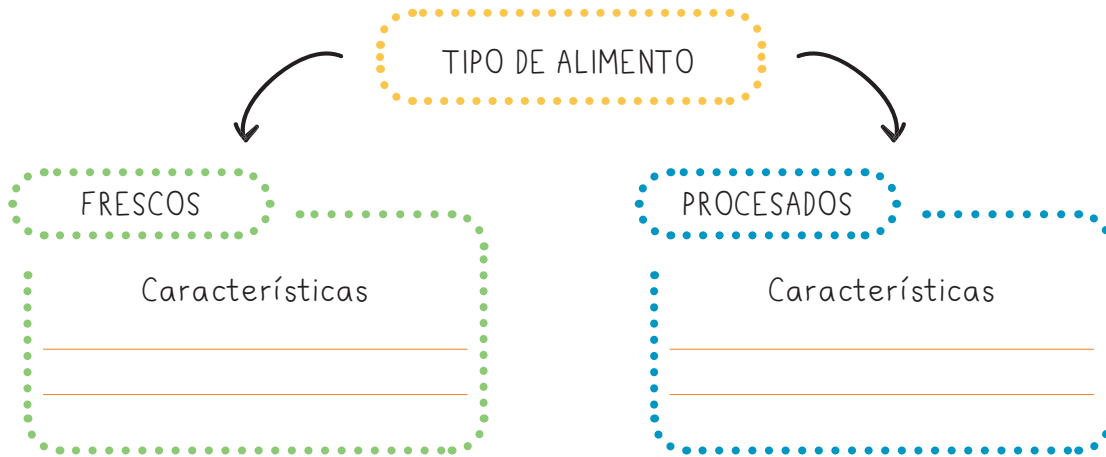 TIPO DE ALIMENTO
FRESCOS
Características
PROCESADOS
Características